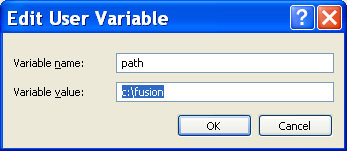 Edit User Variable
Variable name:
path
Variable value:
c:\fusion
OK
Cancel